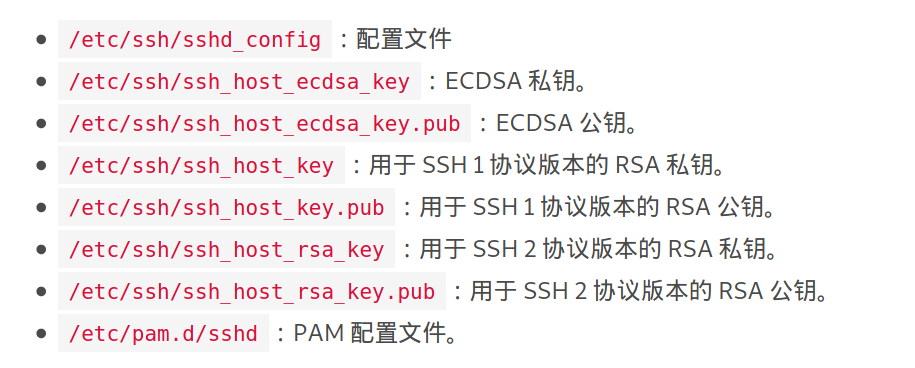 /etc/ssh/sshd_config：配置文件
/etc/ssh/ssh_host_ecdsa_key：ECDSA 私钥。
/etc/ssh/ssh_host_ecdsa_key.pub：ECDSA 公钥。
/etc/ssh/ssh_host_key：用于 SSH 1 协议版本的 RSA 私钥。
/etc/ssh/ssh_host_key.pub：用于 SSH 1 协议版本的 RSA 公钥。
/etc/ssh/ssh_host_rsa_key：用于 SSH 2 协议版本的 RSA 私钥。
/etc/ssh/ssh_host_rsa_key.pub：用于 SSH 2 协议版本的 RSA 公钥。
/etc/pam.d/sshd：PAM 配置文件。